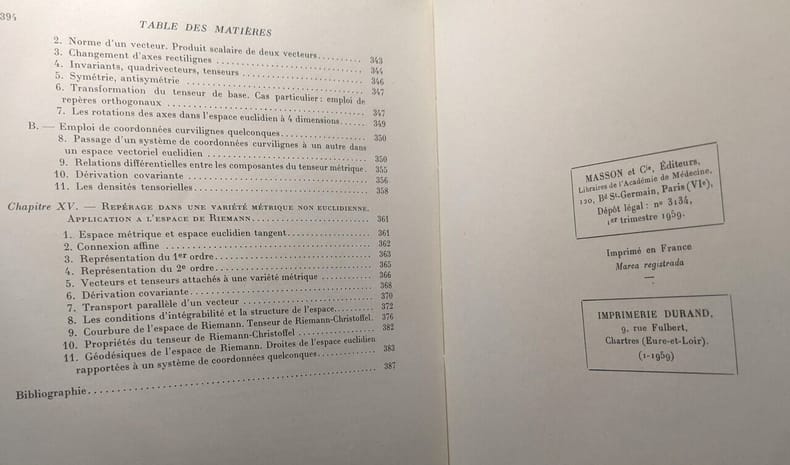 394
TABLE DES MATIÈRES
2. Norme d'un vecteur. Produit scalaire de deux vecteurs.......... 343
3. Changement d'axes rectilignes .......... 344
4. Invariants, quadrivecteurs, tenseurs .......... 346
5. Symétrie, antisymétrie .......... 347
6. Transformation du tenseur de base. Cas particulier : emploi de
repères orthogonaux .......... 347
7. Les rotations des axes dans l'espace euclidien à 4 dimensions...... 349
B. — Emploi de coordonnées curvilignes quelconques.......... 350
8. Passage d'un système de coordonnées curvilignes à un autre dans
un espace vectoriel euclidien .......... 350
9. Relations différentielles entre les composantes du tenseur métrique. 355
10. Dérivation covariante .......... 356
11. Les densités tensorielles.......... 358
Chapitre XV. — Repérage dans une variété métrique non euclidienne.
Application a l'espace de Riemann.......... 361
1. Espace métrique et espace euclidien tangent.......... 361
2. Connexion affine .......... 362
3. Représentation du 1er ordre.......... 363
4. Représentation du 2e ordre.......... 365
5. Vecteurs et tenseurs attachés à une variété métrique .......... 366
6. Dérivation covariante.......... 368
7. Transport parallèle d'un vecteur .......... 370
8. Les conditions d'intégrabilité et la structure de l'espace.......... 372
9. Courbure de l'espace de Riemann. Tenseur de Riemann-Christoffel. 376
10. Propriétés du tenseur de Riemann-Christoffel .......... 382
11. Géodésiques de l'espace de Riemann. Droites de l'espace euclidien
rapportées à un système de coordonnées quelconques.......... 383
Bibliographie.......... 387
MASSON et Cie, Éditeurs,
Libraires de l'Académie de Médecine,
120, Bd St-Germain, Paris (VIe),
Dépôt légal : no 3134,
1er trimestre 1959.
Imprimé en France
Marca registrada
IMPRIMERIE DURAND,
9, rue Fulbert,
Chartres (Eure-et-Loir).
(1-1959)